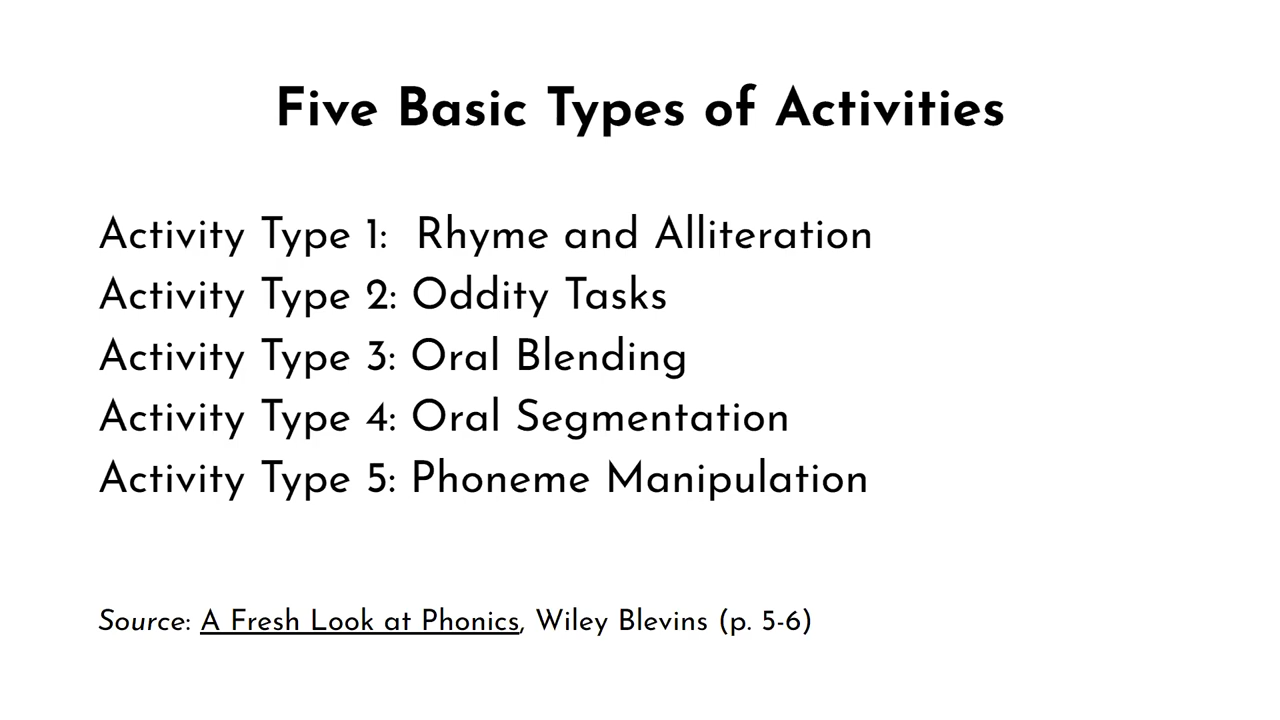 Five Basic Types of Activities
Activity Type 1:  Rhyme and Alliteration
Activity Type 2: Oddity Tasks
Activity Type 3: Oral Blending
Activity Type 4: Oral Segmentation
Activity Type 5: Phoneme Manipulation
Source: A Fresh Look at Phonics, Wiley Blevins (p. 5-6)